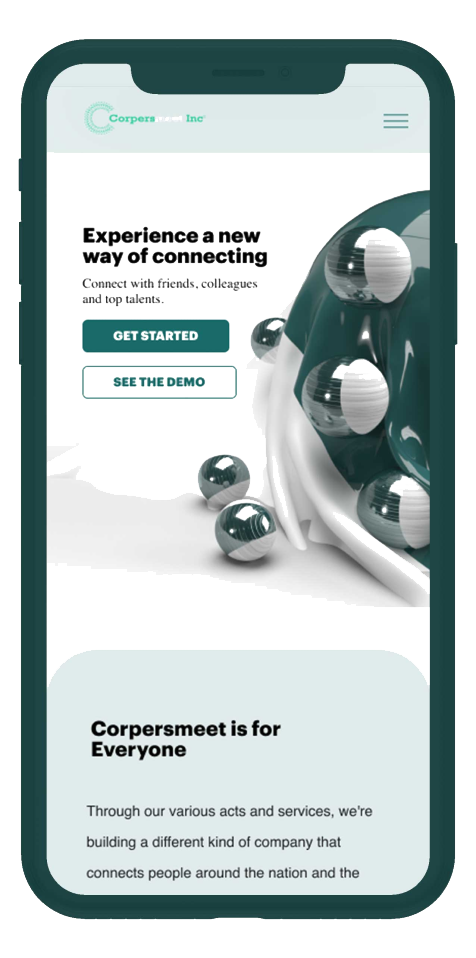 Corpersmeet Inc
Experience a new
way of connecting
Connect with friends, colleagues
and top talents.
GET STARTED
SEE THE DEMO
Corpersmeet is for
Everyone
Through our various acts and services, we're
building a different kind of company that
connects people around the nation and the